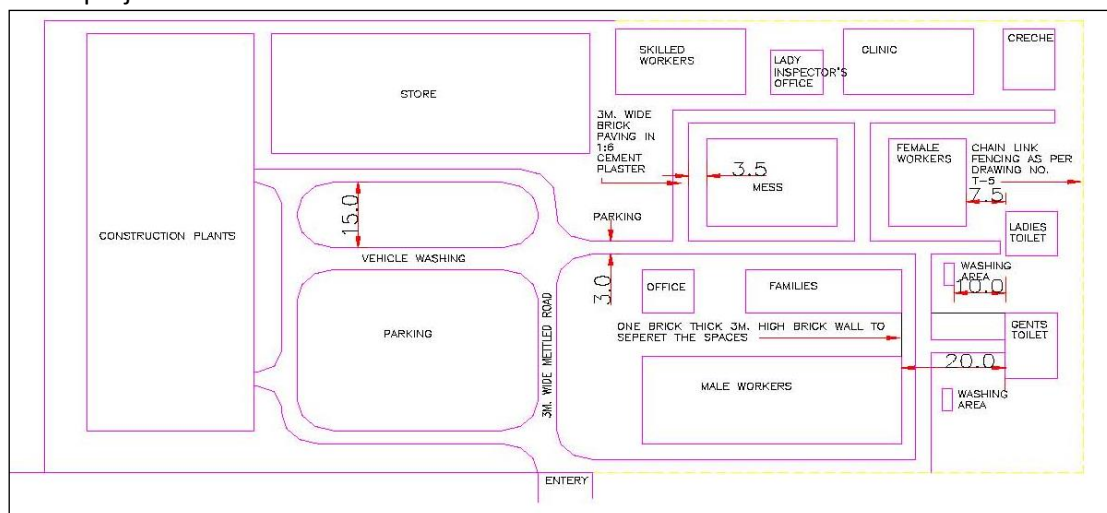 SKILLED
WORKERS
LADY
INSPECTOR'S
OFFICE
CLINIC
CRECHE
STORE
3M. WIDE
BRICK
PAVING IN
1:6
CEMENT
PLASTER
3.5
MESS
FEMALE
WORKERS
CHAIN LINK
FENCING AS PER
DRAWING NO.
T-5
7.5
15.0
PARKING
LADIES
TOILET
CONSTRUCTION PLANTS
VEHICLE WASHING
3.0
OFFICE
FAMILIES
WASHING
AREA
10.0
PARKING
3M. WIDE METTLED ROAD
ONE BRICK THICK 3M. HIGH BRICK WALL TO
SEPERET THE SPACES
GENTS
TOILET
20.0
MALE WORKERS
WASHING
AREA
ENTERY